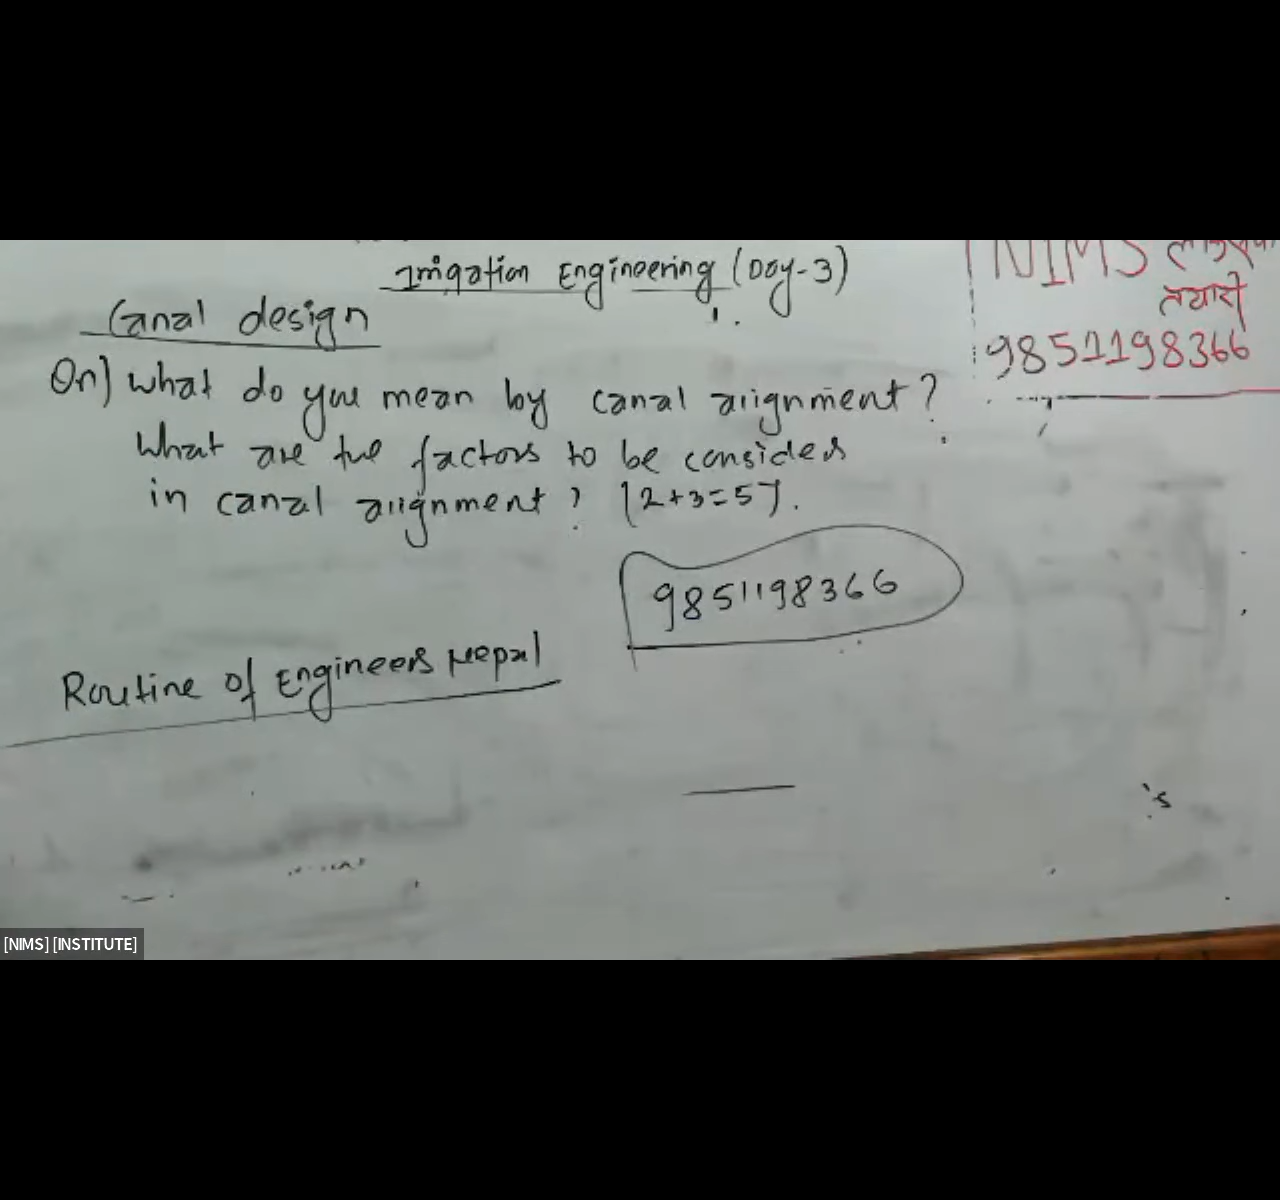 Irrigation Engineering (Day-3)
NIMS
तयारी
9851198366
Canal design
Qn) What do you mean by canal alignment?
What are the factors to be consider
in canal alignment? [2+3=5].
9851198366
Routine of Engineers Nepal
[NIMS] [INSTITUTE]